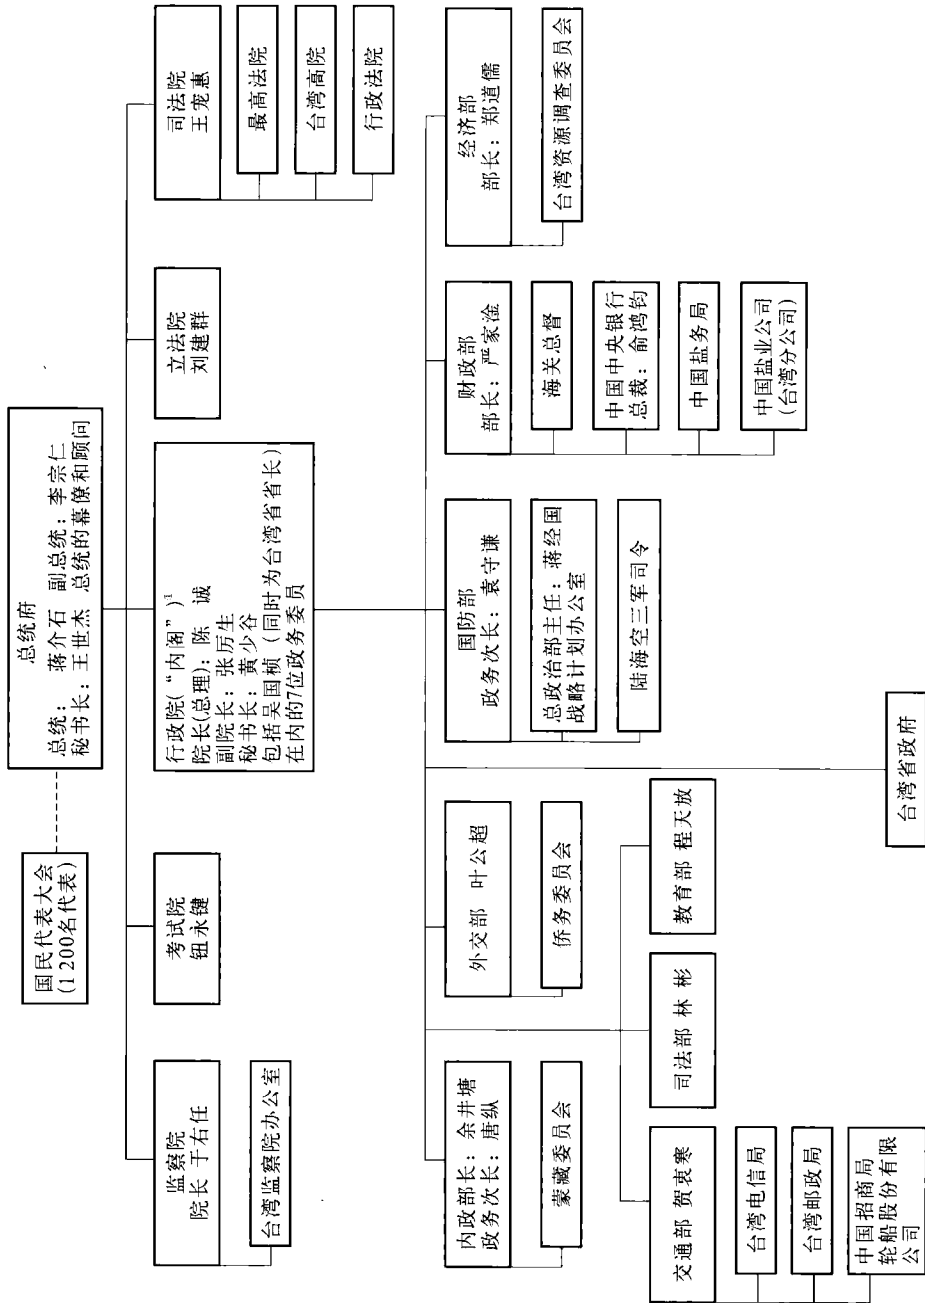 总统府
总统： 蒋介石 副总统：李宗仁
秘书长：王世杰 总统的幕僚和顾问
国民代表大会
(1200名代表)
监察院
院长 于右任
台湾监察院办公室
考试院
钮永键
行政院(“内阁”)¹
院长(总理)：陈 诚
副院长：张厉生
秘书长：黄少谷
包括吴国桢（同时为台湾省省长）
在内的7位政务委员
立法院
刘建群
司法院
王宠惠
最高法院
台湾高院
行政法院
内政部长：余井塘
政务次长：唐纵
蒙藏委员会
外交部 叶公超
侨务委员会
国防部
政务次长：袁守谦
总政治部主任：蒋经国
战略计划办公室
陆海空三军司令
财政部
部长：严家淦
海关总督
中国中央银行
总裁：俞鸿钧
中国盐务局
中国盐业公司
(台湾分公司)
经济部
部长：郑道儒
台湾资源调查委员会
交通部 贺衷寒
台湾电信局
台湾邮政局
中国招商局
轮船股份有限
公司
司法部 林 彬
教育部 程天放
台湾省政府